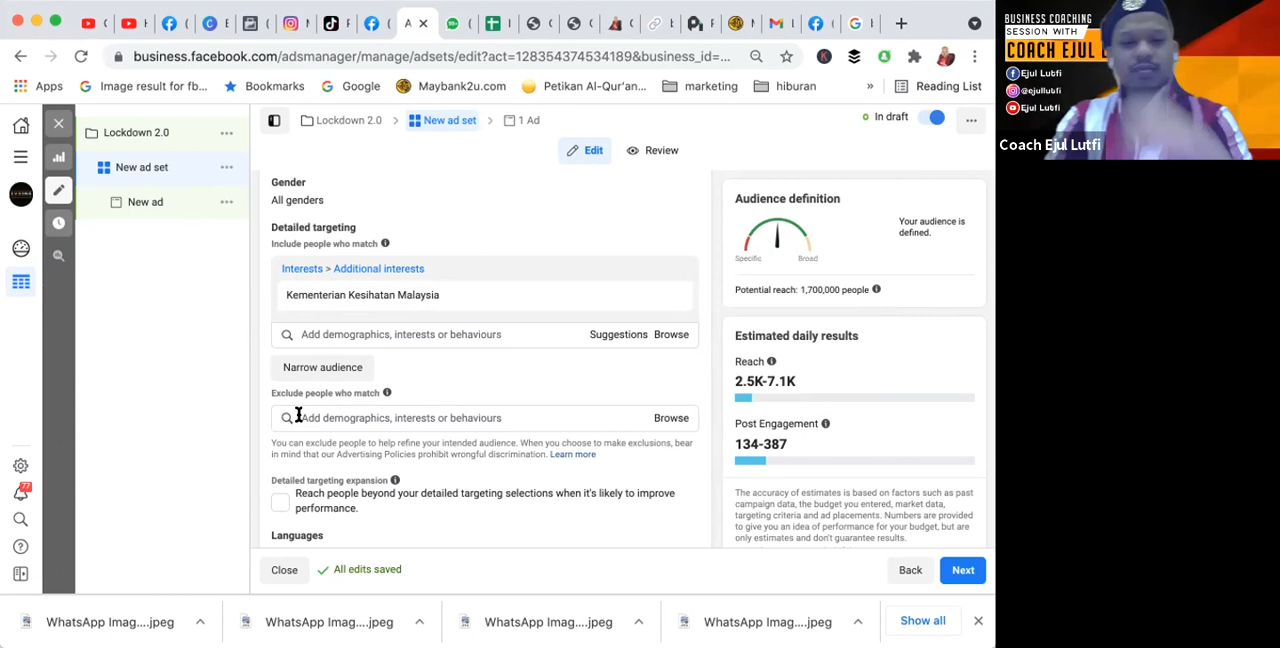 business.facebook.com/adsmanager/manage/adsets/edit?act=128354374534189&business_id=...
Apps
Image result for fb...
Bookmarks
Google
Maybank2u.com
Petikan Al-Qur'an...
marketing
hiburan
»
Reading List
BUSINESS COACHING
SESSION WITH
COACH EJUL L
Ejul Lutfi
@ejullutfi
Ejul Lutfi
Coach Ejul Lutfi
Lockdown 2.0
New ad set
New ad
77
Lockdown 2.0 > New ad set > 1 Ad
In draft
Edit
Review
Gender
All genders
Detailed targeting
Include people who match
Interests > Additional interests
Kementerian Kesihatan Malaysia
Add demographics, interests or behaviours
Suggestions
Browse
Narrow audience
Exclude people who match
Add demographics, interests or behaviours
Browse
You can exclude people to help refine your intended audience. When you choose to make exclusions, bear
in mind that our Advertising Policies prohibit wrongful discrimination. Learn more
Detailed targeting expansion
Reach people beyond your detailed targeting selections when it's likely to improve
performance.
Languages
Audience definition
Your audience is
defined.
Specific
Broad
Potential reach: 1,700,000 people
Estimated daily results
Reach
2.5K-7.1K
Post Engagement
134-387
The accuracy of estimates is based on factors such as past
campaign data, the budget you entered, market data,
targeting criteria and ad placements. Numbers are provided
to give you an idea of performance for your budget, but are
only estimates and don't guarantee results.
Close
All edits saved
Back
Next
WhatsApp Imag....jpeg
WhatsApp Imag....jpeg
WhatsApp Imag....jpeg
WhatsApp Imag....jpeg
Show all